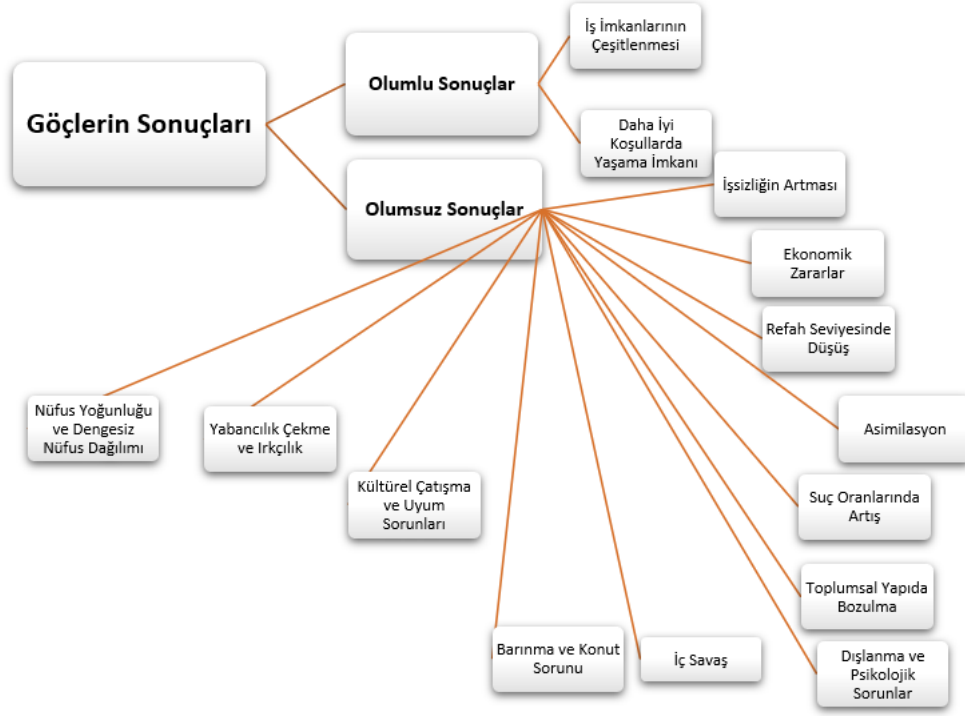 Göçlerin Sonuçları
Olumlu Sonuçlar
İş İmkanlarının
Çeşitlenmesi
Daha İyi
Koşullarda
Yaşama İmkanı
Olumsuz Sonuçlar
İşsizliğin Artması
Ekonomik
Zararlar
Refah Seviyesinde
Düşüş
Asimilasyon
Suç Oranlarında
Artış
Toplumsal Yapıda
Bozulma
Dışlanma ve
Psikolojik
Sorunlar
İç Savaş
Barınma ve Konut
Sorunu
Kültürel Çatışma
ve Uyum
Sorunları
Yabancılık Çekme
ve Irkçılık
Nüfus Yoğunluğu
ve Dengesiz
Nüfus Dağılımı